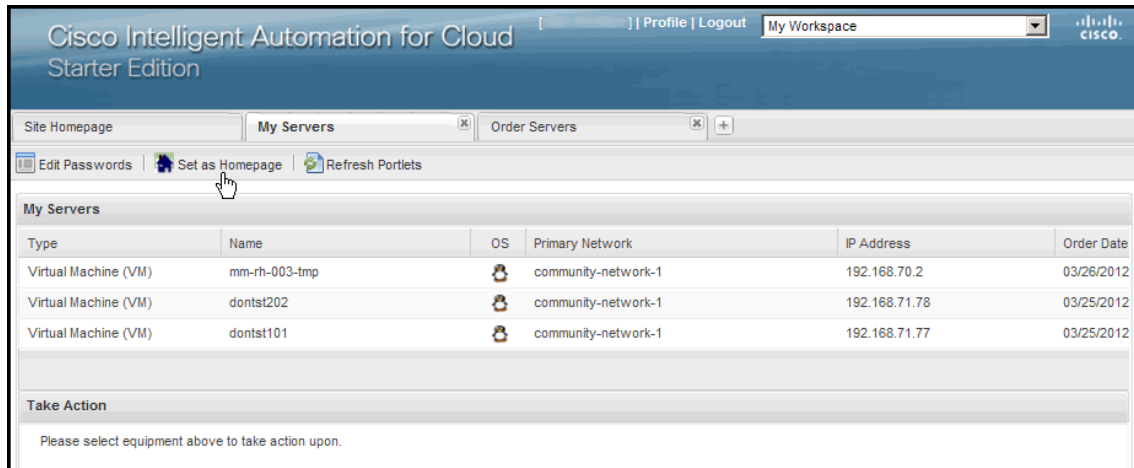 Cisco Intelligent Automation for Cloud
Starter Edition
[ ] | Profile | Logout
My Workspace
CISCO.
Site Homepage
My Servers
Order Servers
Edit Passwords | Set as Homepage | Refresh Portlets
My Servers
Type Name OS Primary Network IP Address Order Date
Virtual Machine (VM) mm-rh-003-tmp community-network-1 192.168.70.2 03/26/2012
Virtual Machine (VM) dontst202 community-network-1 192.168.71.78 03/25/2012
Virtual Machine (VM) dontst101 community-network-1 192.168.71.77 03/25/2012
Take Action
Please select equipment above to take action upon.